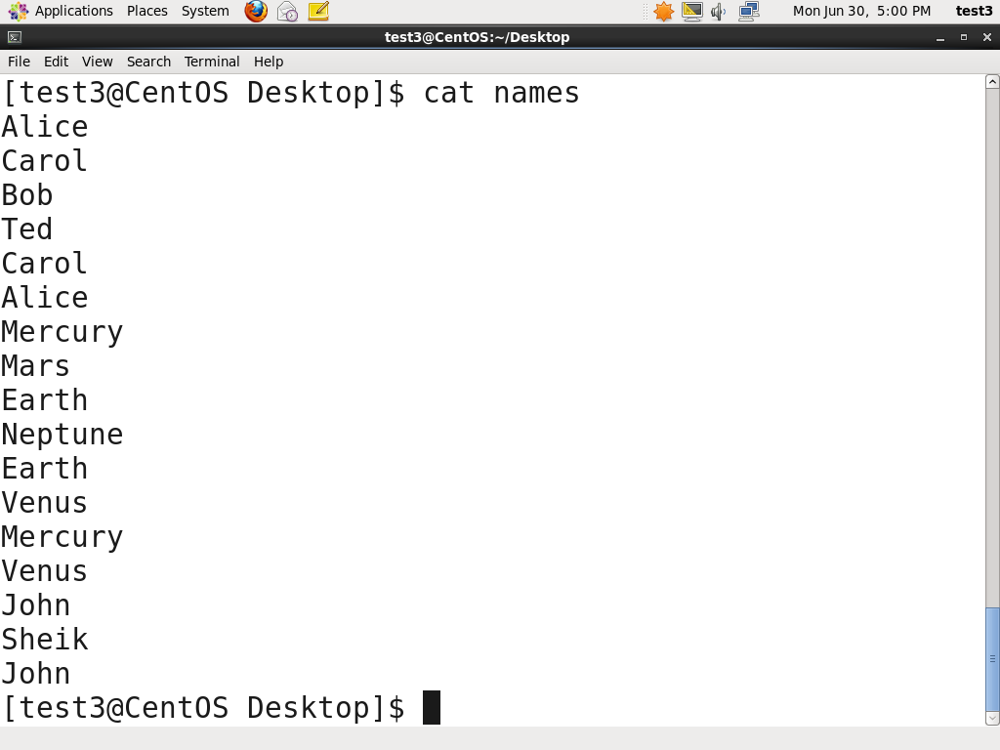 Applications Places System Mon Jun 30, 5:00 PM test3
test3@CentOS:~/Desktop
File Edit View Search Terminal Help
[test3@CentOS Desktop]$ cat names
Alice
Carol
Bob
Ted
Carol
Alice
Mercury
Mars
Earth
Neptune
Earth
Venus
Mercury
Venus
John
Sheik
John
[test3@CentOS Desktop]$